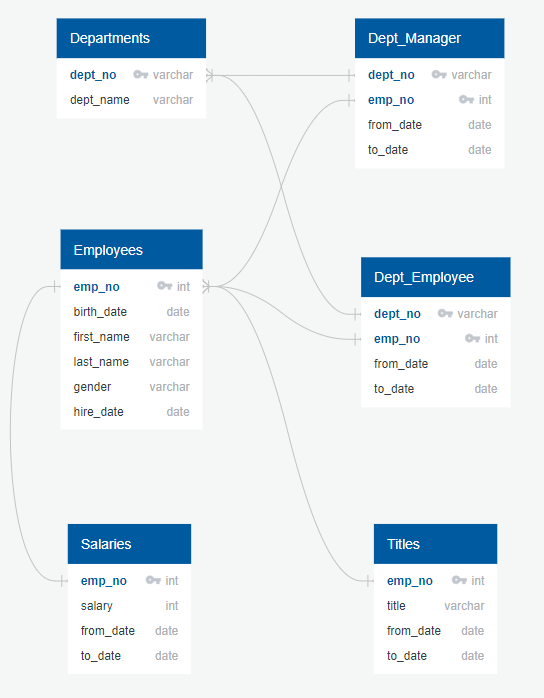 Departments
dept_no varchar
dept_name varchar
Dept_Manager
dept_no varchar
emp_no int
from_date date
to_date date
Employees
emp_no int
birth_date date
first_name varchar
last_name varchar
gender varchar
hire_date date
Dept_Employee
dept_no varchar
emp_no int
from_date date
to_date date
Salaries
emp_no int
salary int
from_date date
to_date date
Titles
emp_no int
title varchar
from_date date
to_date date